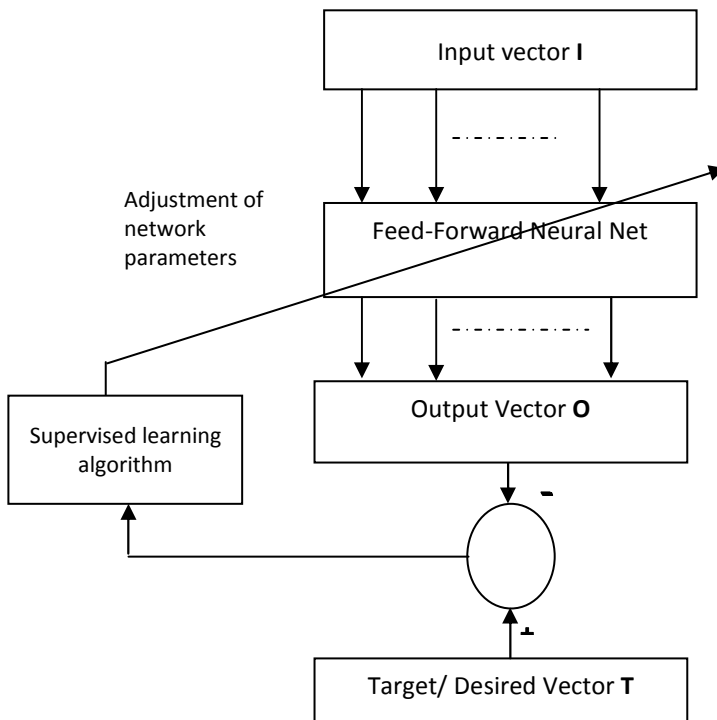 Input vector I
Adjustment of
network
parameters
Feed-Forward Neural Net
Output Vector O
Supervised learning
algorithm
-
+
Target/ Desired Vector T